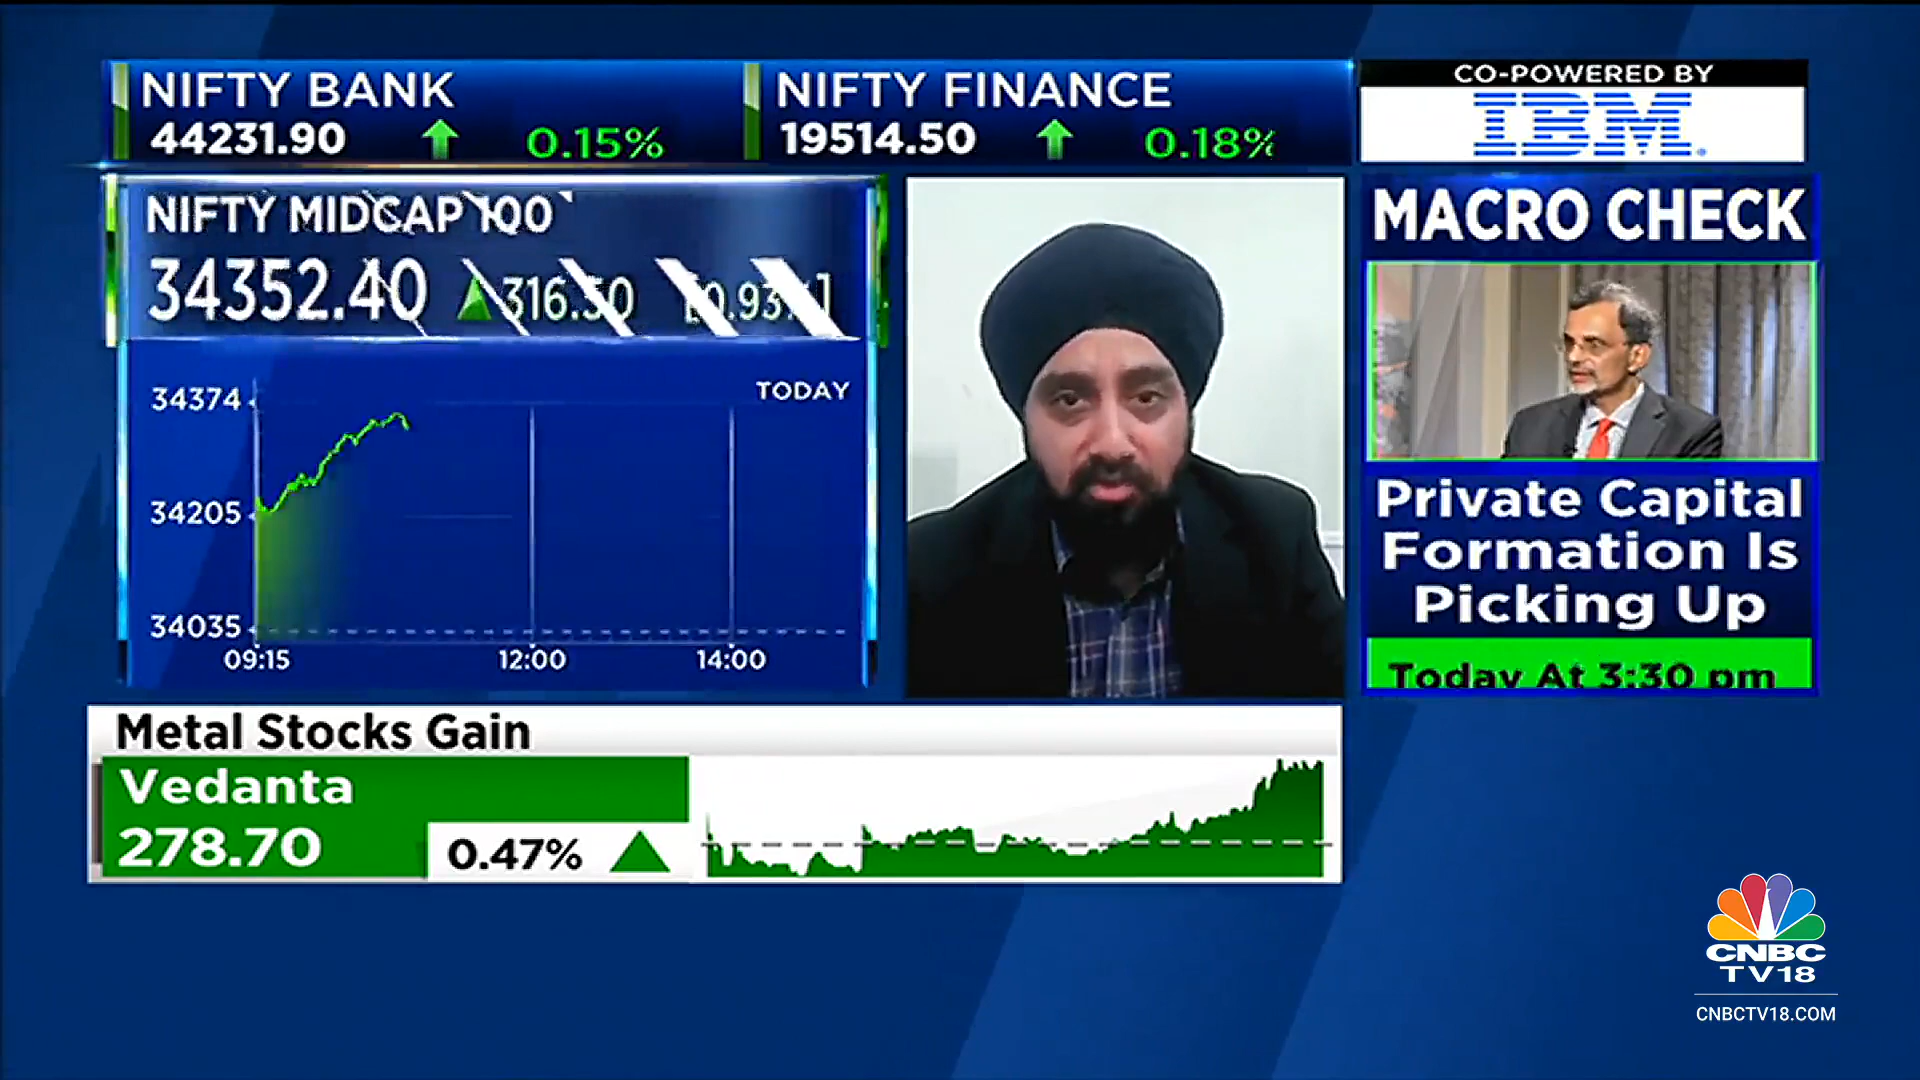 NIFTY BANK
44231.90 0.15%
NIFTY FINANCE
19514.50 0.18%
CO-POWERED BY
IBM
NIFTY MIDCAP 100
34352.40 316.50
TODAY
34374
34205
34035
09:15 12:00 14:00
MACRO CHECK
Private Capital
Formation Is
Picking Up
Today At 3:30 pm
Metal Stocks Gain
Vedanta
278.70 0.47%
CNBC
TV18
CNBCTV18.COM